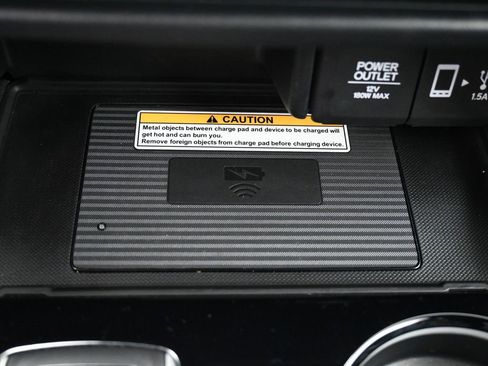 POWER
OUTLET
12V
180W MAX
1.5A
CAUTION
Metal objects between charge pad and device to be charged will
get hot and can burn you.
Remove foreign objects from charge pad before charging device.